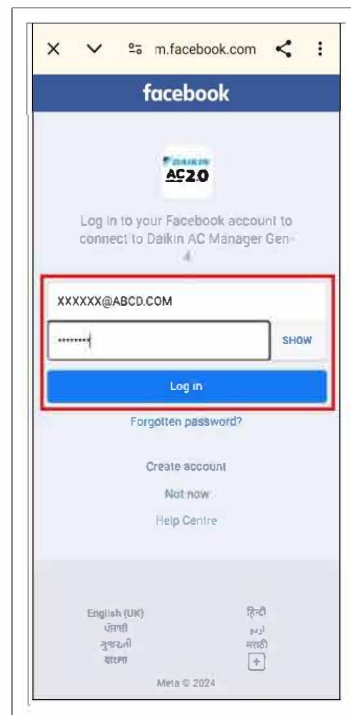 m.facebook.com
facebook
DAIKIN
AC2.0
Log in to your Facebook account to
connect to Daikin AC Manager Gen-
4.
XXXXXX@ABCD.COM
SHOW
Log in
Forgotten password?
Create account
Not now
Help Centre
English (UK)
हिन्दी
ਪੰਜਾਬੀ
اردو
ગુજરાતી
मराठी
বাংলা
Meta © 2024